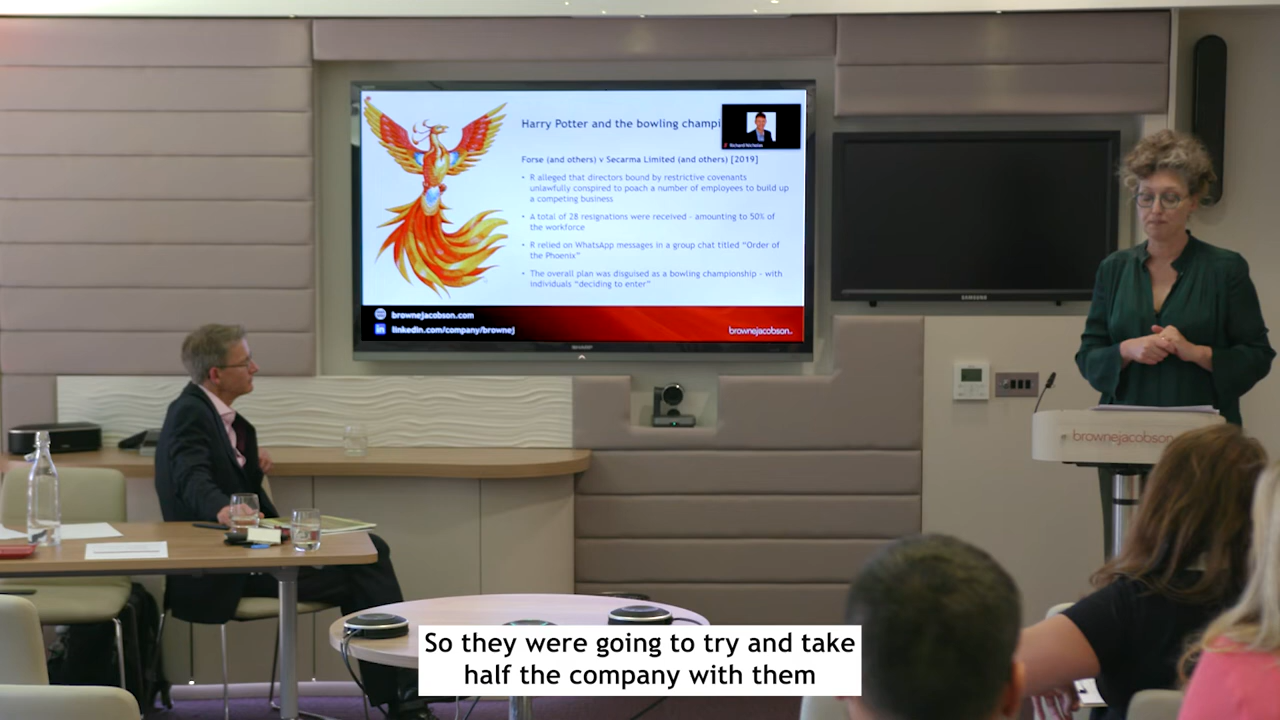 Harry Potter and the bowling champi
Richard Nicholas
Forse (and others) v Secarma Limited (and others) [2019]
• R alleged that directors bound by restrictive covenants
unlawfully conspired to poach a number of employees to build up
a competing business
• A total of 28 resignations were received - amounting to 50% of
the workforce
• R relied on WhatsApp messages in a group chat titled "Order of
the Phoenix"
• The overall plan was disguised as a bowling championship - with
individuals "deciding to enter"
brownejacobson.com
in linkedin.com/company/brownej
brownejacobson
SHARP
SAMSUNG
brownejacobson
So they were going to try and take
half the company with them